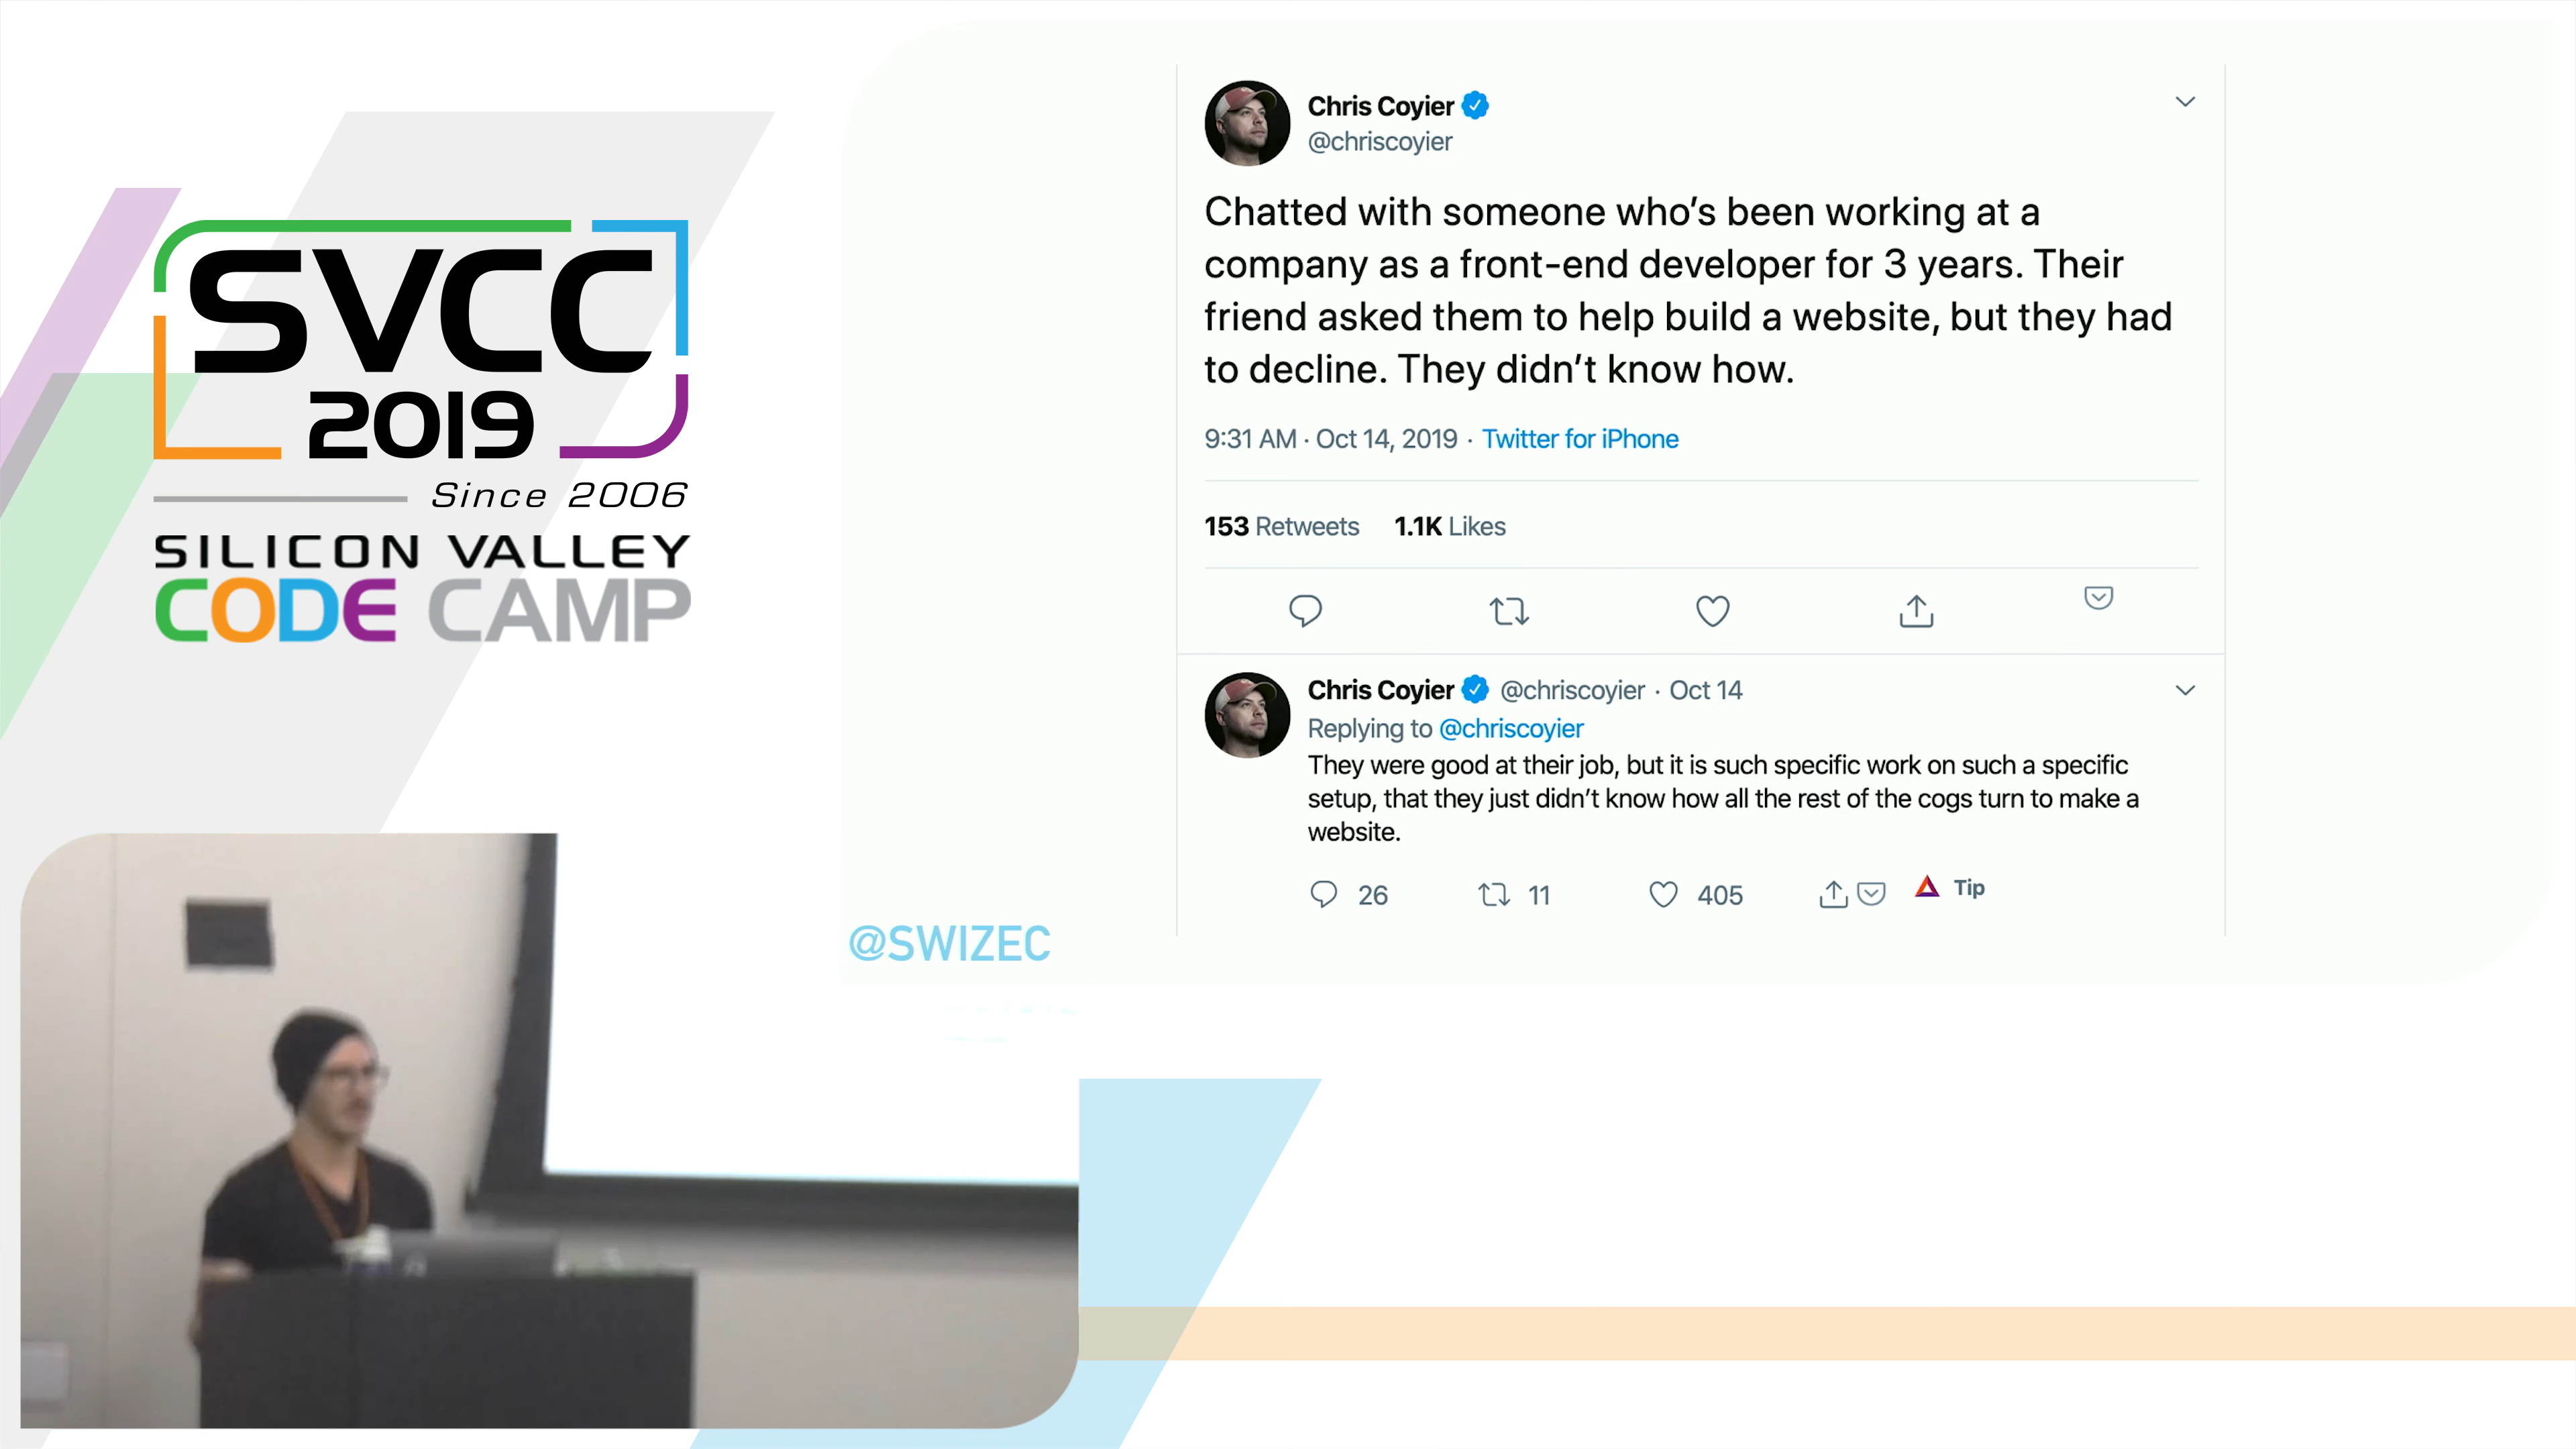 SVCC
2019
Since 2006
SILICON VALLEY
CODE CAMP
Chris Coyier
@chriscoyier
Chatted with someone who’s been working at a
company as a front-end developer for 3 years. Their
friend asked them to help build a website, but they had
to decline. They didn’t know how.
9:31 AM · Oct 14, 2019 · Twitter for iPhone
153 Retweets 1.1K Likes
Chris Coyier @chriscoyier · Oct 14
Replying to @chriscoyier
They were good at their job, but it is such specific work on such a specific
setup, that they just didn’t know how all the rest of the cogs turn to make a
website.
26 11 405 Tip
@SWIZEC